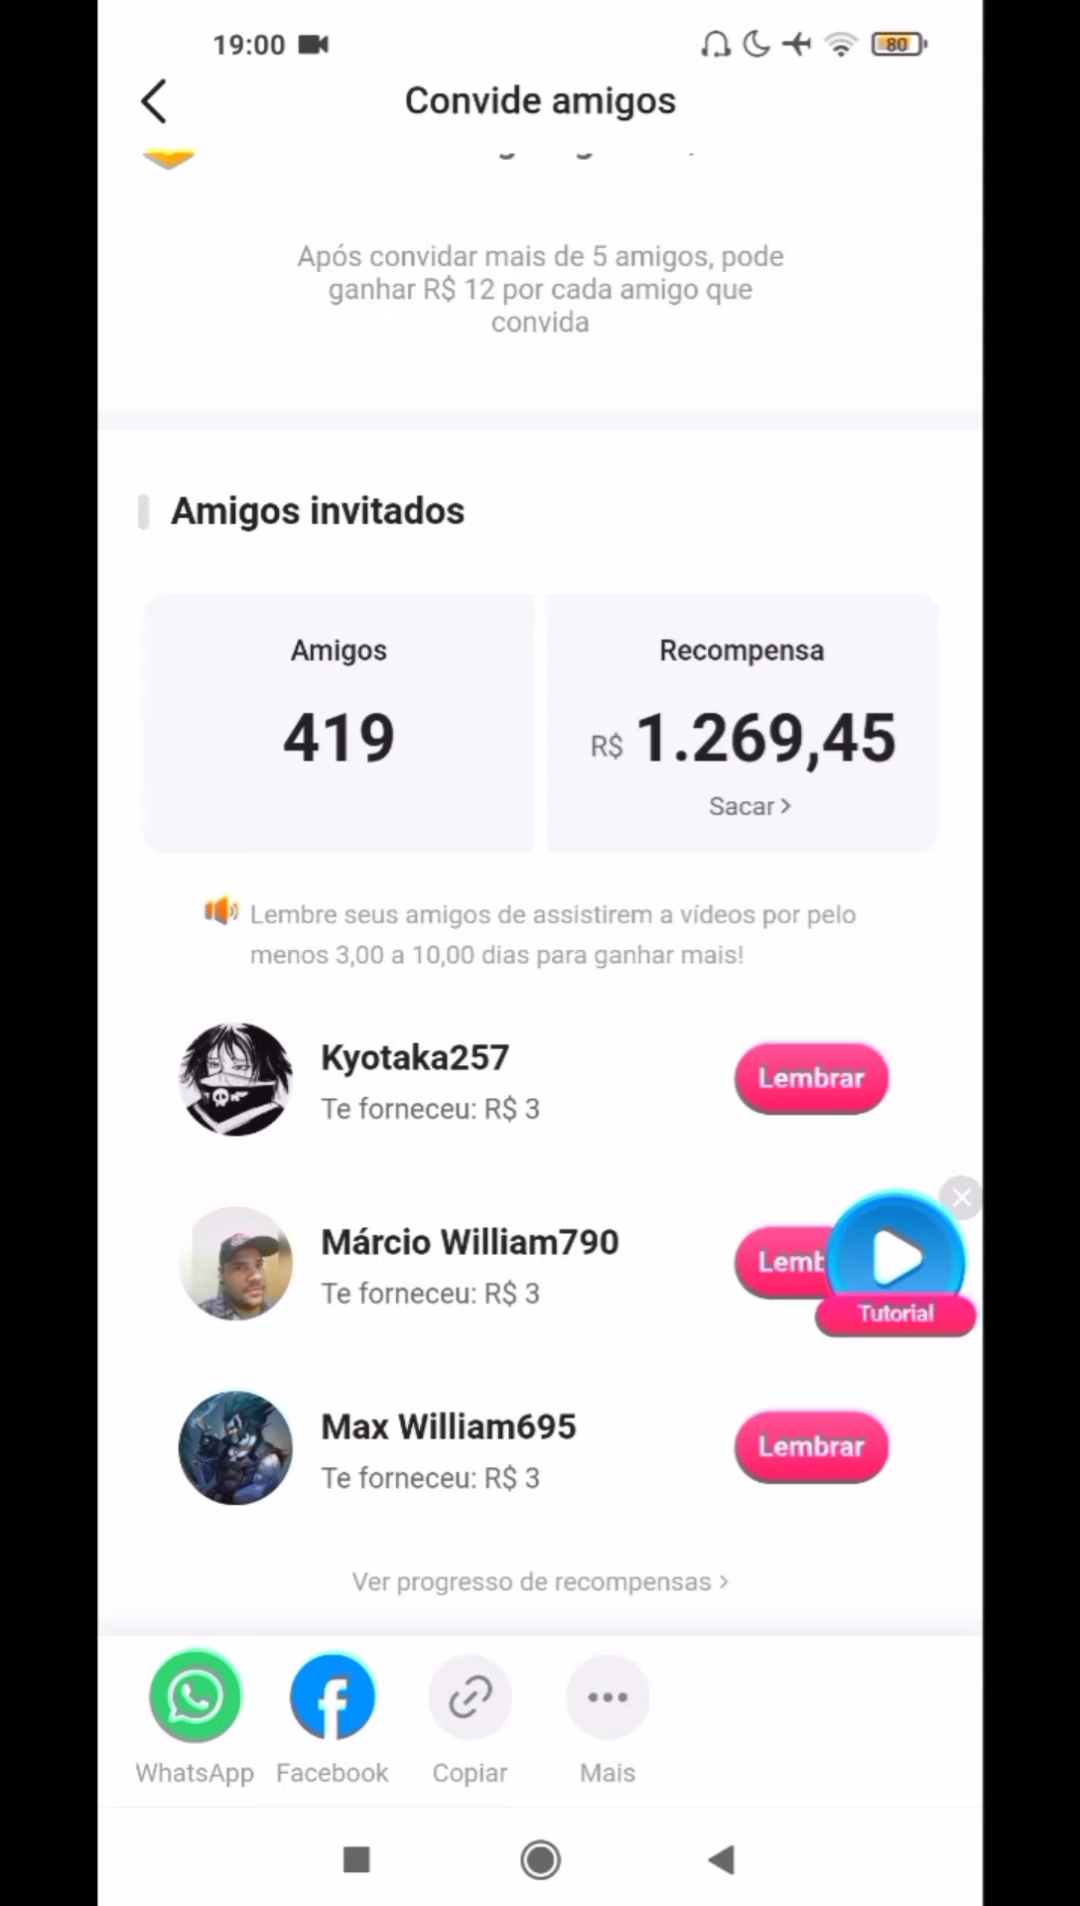 19:00
80
Convide amigos
Após convidar mais de 5 amigos, pode
ganhar R$ 12 por cada amigo que
convida
Amigos invitados
Amigos
419
Recompensa
R$ 1.269,45
Sacar >
Lembre seus amigos de assistirem a vídeos por pelo
menos 3,00 a 10,00 dias para ganhar mais!
Kyotaka257
Te forneceu: R$ 3
Lembrar
Márcio William790
Te forneceu: R$ 3
Lemb
Tutorial
Max William695
Te forneceu: R$ 3
Lembrar
Ver progresso de recompensas >
WhatsApp
Facebook
Copiar
Mais